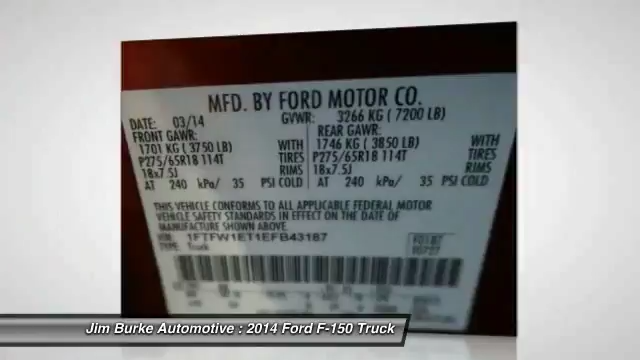 MFD. BY FORD MOTOR CO.
DATE: 03/14 GVWR: 3266 KG ( 7200 LB)
FRONT GAWR: REAR GAWR:
1701 KG ( 3750 LB) WITH 1746 KG ( 3850 LB) WITH
P275/65R18 114T TIRES P275/65R18 114T TIRES
18x7.5J RIMS 18x7.5J RIMS
AT 240 kPa/ 35 PSI COLD AT 240 kPa/ 35 PSI COLD
THIS VEHICLE CONFORMS TO ALL APPLICABLE FEDERAL MOTOR
VEHICLE SAFETY STANDARDS IN EFFECT ON THE DATE OF
MANUFACTURE SHOWN ABOVE.
VIN: 1FTFW1ET1EFB43187
TYPE: Truck
Jim Burke Automotive : 2014 Ford F-150 Truck